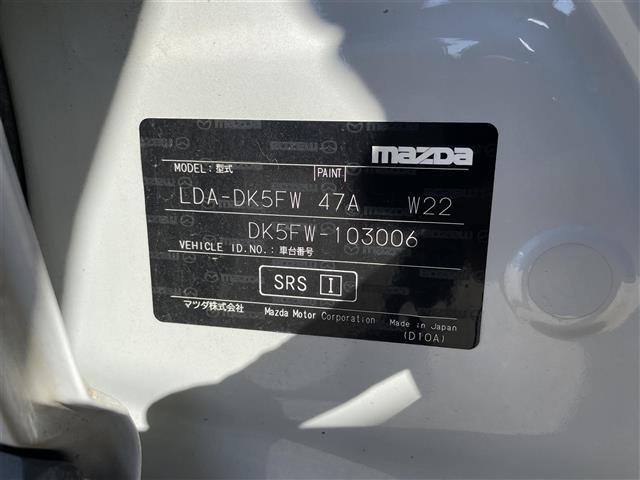 mazda
MODEL: 型式 PAINT
LDA-DK5FW 47A W22
DK5FW-103006
VEHICLE ID.NO.: 車台番号
SRS I
マツダ株式会社 Mazda Motor Corporation Made in Japan
(D10A)